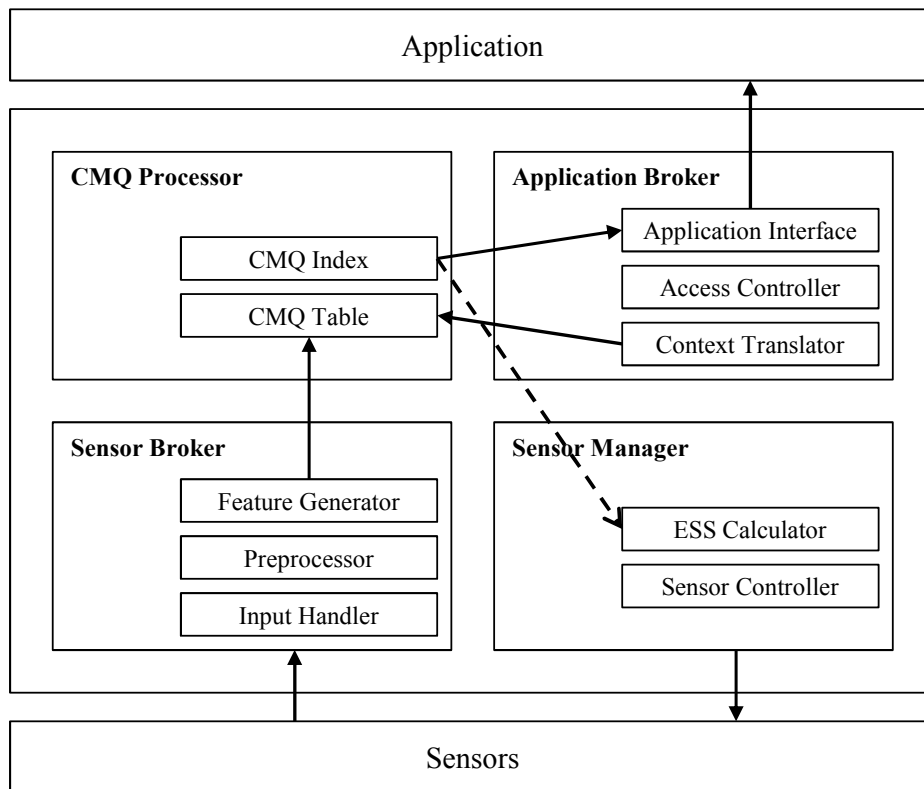 Application
CMQ Processor
CMQ Index
CMQ Table
Application Broker
Application Interface
Access Controller
Context Translator
Sensor Broker
Feature Generator
Preprocessor
Input Handler
Sensor Manager
ESS Calculator
Sensor Controller
Sensors